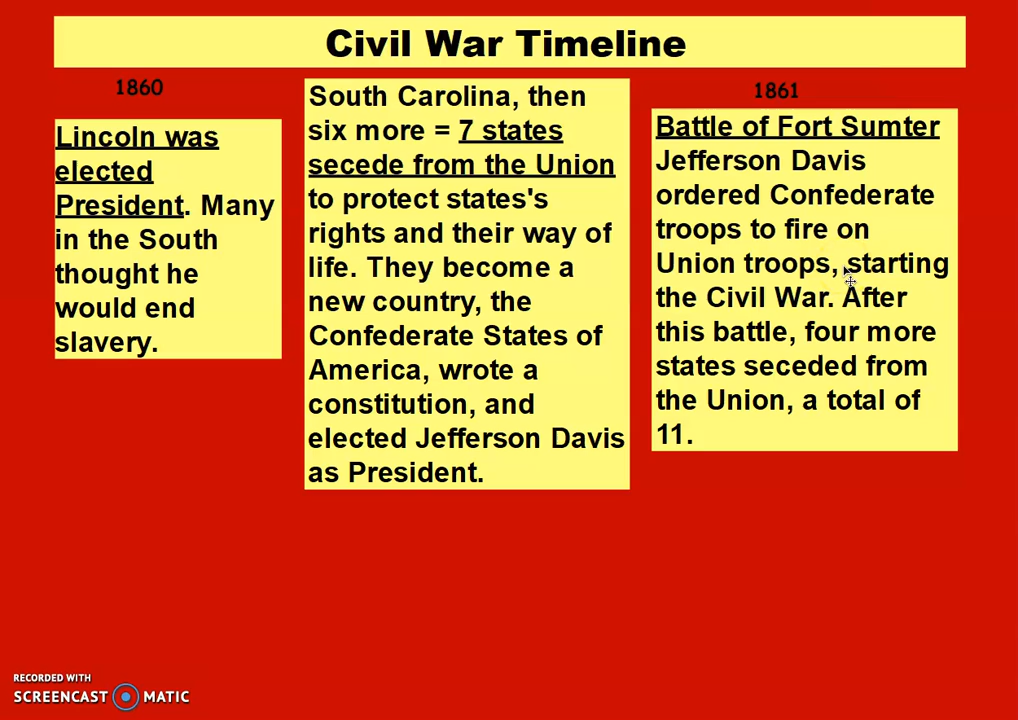 Civil War Timeline
1860
Lincoln was
elected
President. Many
in the South
thought he
would end
slavery.
South Carolina, then
six more = 7 states
secede from the Union
to protect states's
rights and their way of
life. They become a
new country, the
Confederate States of
America, wrote a
constitution, and
elected Jefferson Davis
as President.
1861
Battle of Fort Sumter
Jefferson Davis
ordered Confederate
troops to fire on
Union troops, starting
the Civil War. After
this battle, four more
states seceded from
the Union, a total of
11.
RECORDED WITH
SCREENCAST MATIC